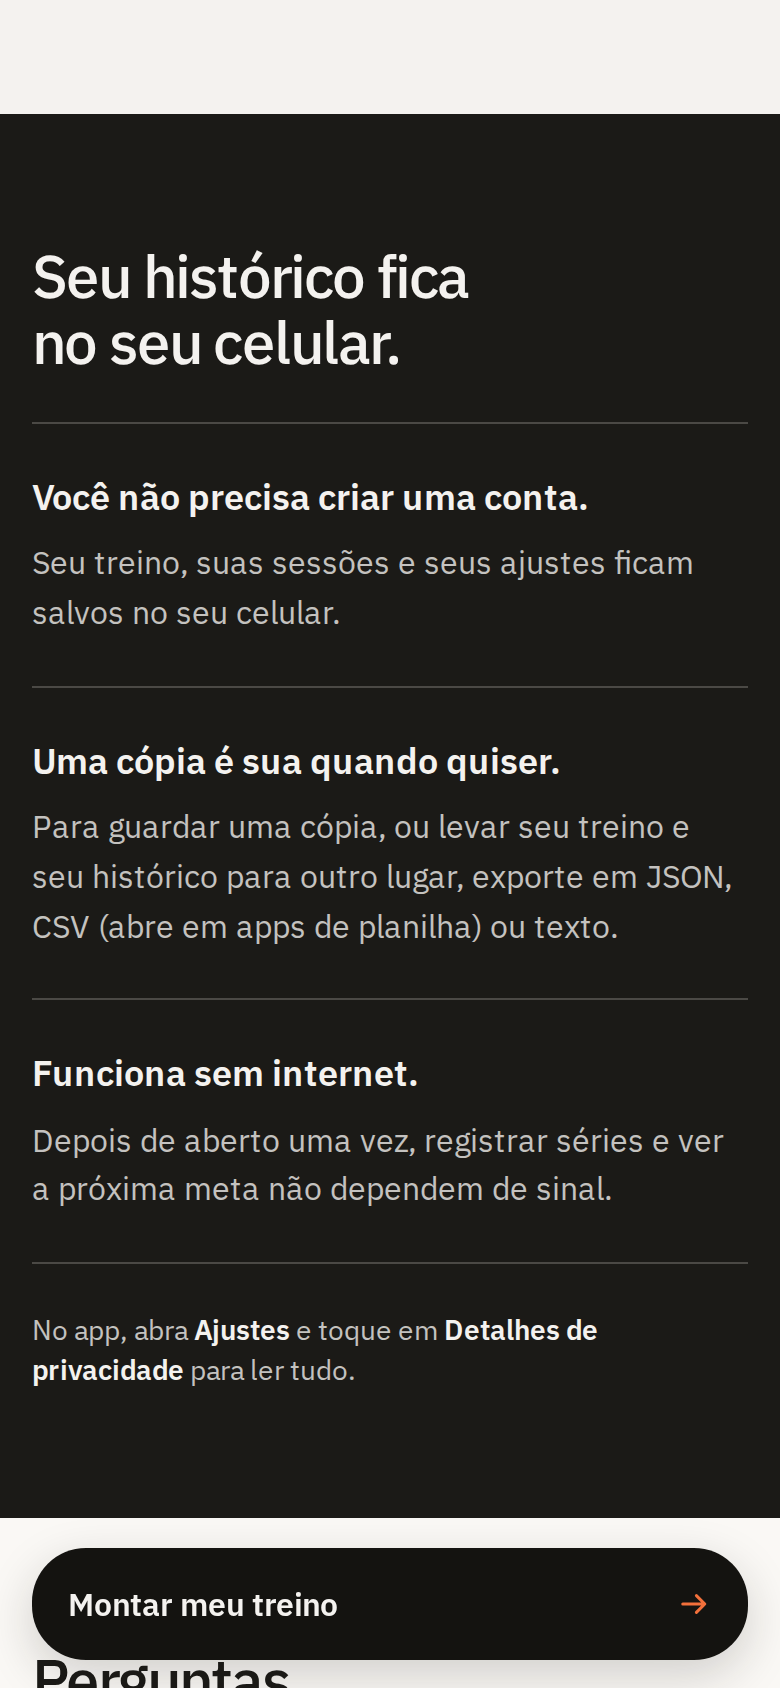 Seu histórico fica
no seu celular.
Você não precisa criar uma conta.
Seu treino, suas sessões e seus ajustes ficam
salvos no seu celular.
Uma cópia é sua quando quiser.
Para guardar uma cópia, ou levar seu treino e
seu histórico para outro lugar, exporte em JSON,
CSV (abre em apps de planilha) ou texto.
Funciona sem internet.
Depois de aberto uma vez, registrar séries e ver
a próxima meta não dependem de sinal.
No app, abra Ajustes e toque em Detalhes de
privacidade para ler tudo.
Montar meu treino
Perguntas